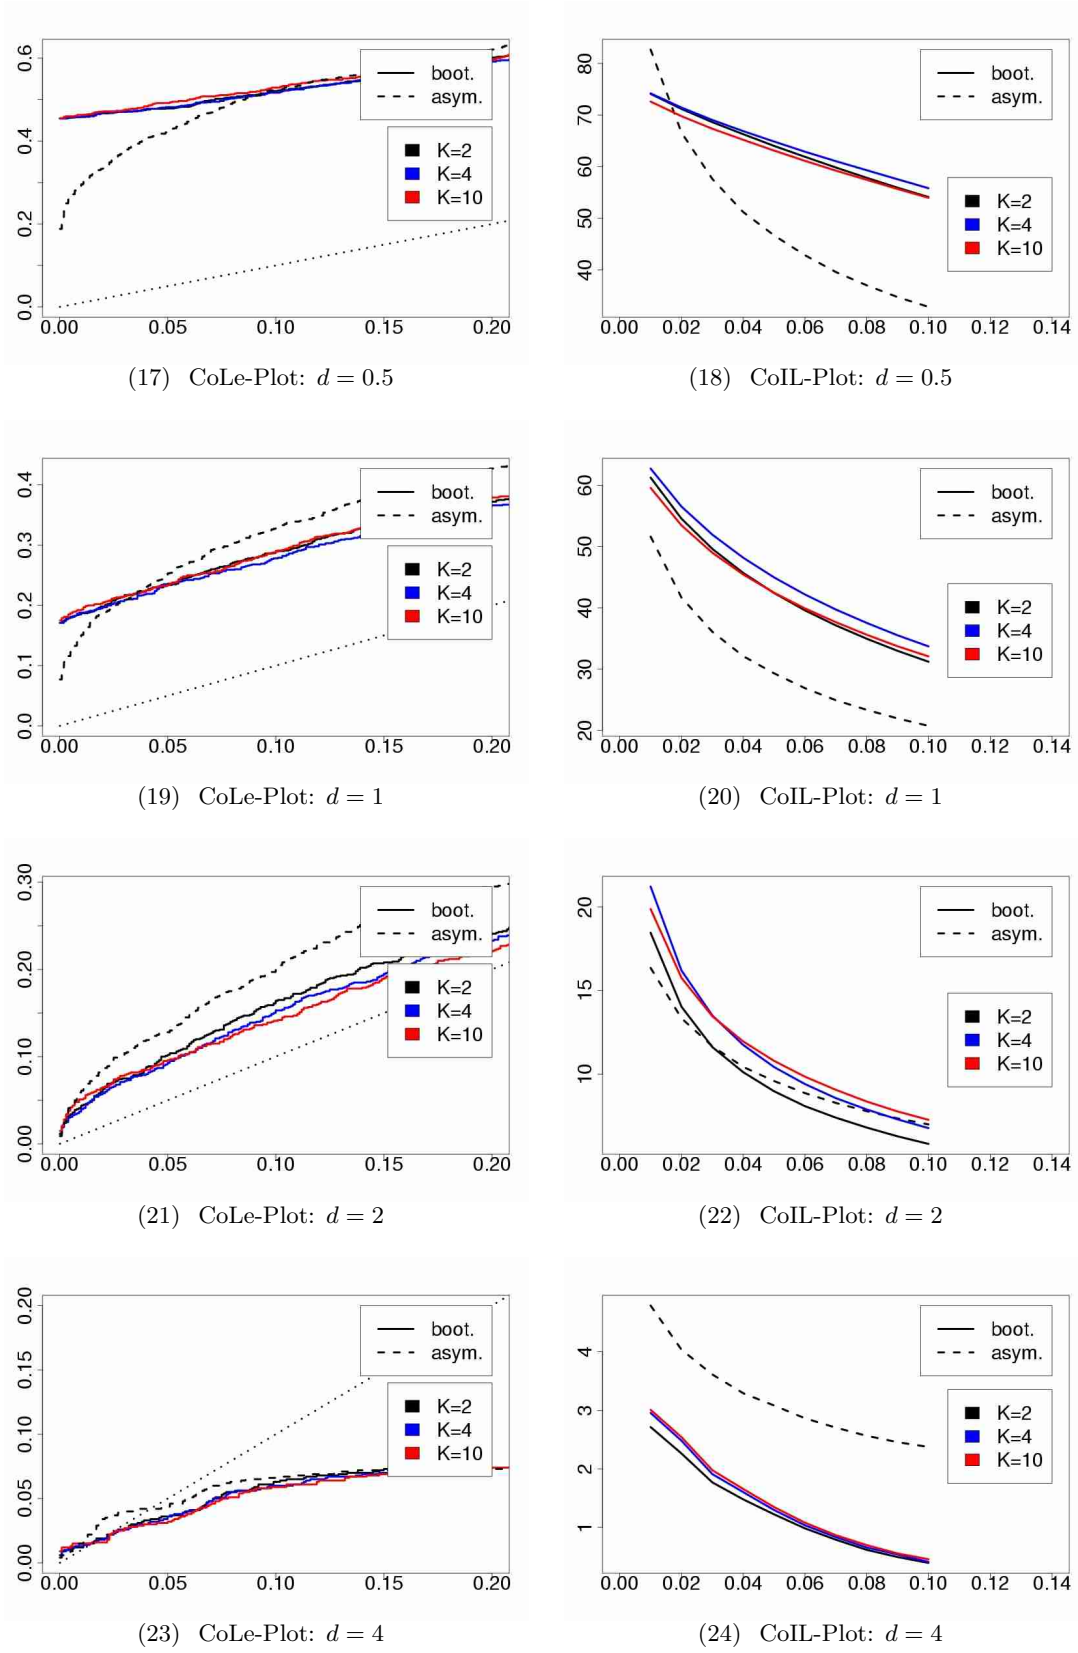 0.0 0.2 0.4 0.6
boot.
asym.
K=2
K=4
K=10
0.00 0.05 0.10 0.15 0.20
(17) CoLe-Plot: d = 0.5
40 50 60 70 80
boot.
asym.
K=2
K=4
K=10
0.00 0.02 0.04 0.06 0.08 0.10 0.12 0.14
(18) CoIL-Plot: d = 0.5
0.0 0.1 0.2 0.3 0.4
boot.
asym.
K=2
K=4
K=10
0.00 0.05 0.10 0.15 0.20
(19) CoLe-Plot: d = 1
20 30 40 50 60
boot.
asym.
K=2
K=4
K=10
0.00 0.02 0.04 0.06 0.08 0.10 0.12 0.14
(20) CoIL-Plot: d = 1
0.00 0.10 0.20 0.30
boot.
asym.
K=2
K=4
K=10
0.00 0.05 0.10 0.15 0.20
(21) CoLe-Plot: d = 2
10 15 20
boot.
asym.
K=2
K=4
K=10
0.00 0.02 0.04 0.06 0.08 0.10 0.12 0.14
(22) CoIL-Plot: d = 2
0.00 0.05 0.10 0.15 0.20
boot.
asym.
K=2
K=4
K=10
0.00 0.05 0.10 0.15 0.20
(23) CoLe-Plot: d = 4
1 2 3 4
boot.
asym.
K=2
K=4
K=10
0.00 0.02 0.04 0.06 0.08 0.10 0.12 0.14
(24) CoIL-Plot: d = 4